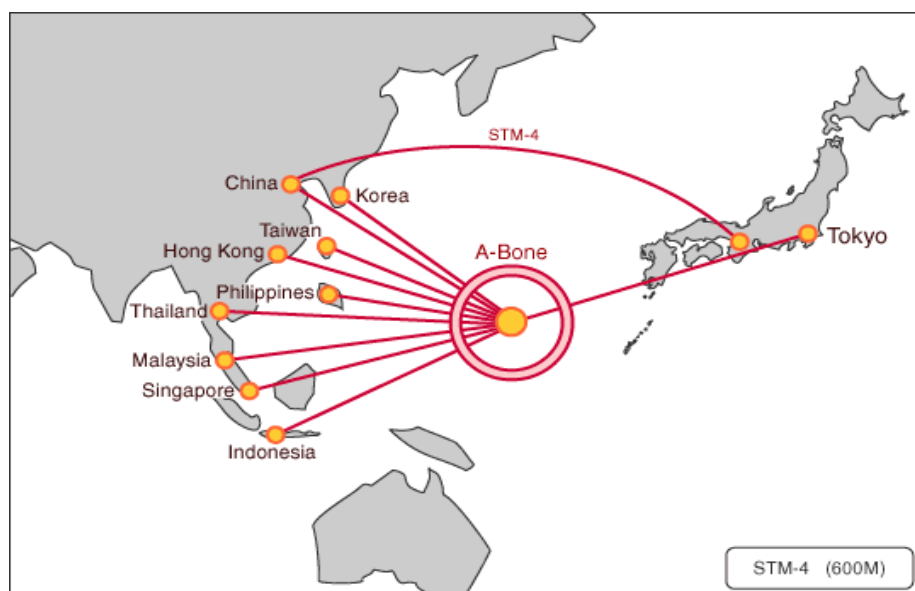 STM-4
China
Korea
Taiwan
Hong Kong
A-Bone
Tokyo
Philippines
Thailand
Malaysia
Singapore
Indonesia
STM-4 (600M)